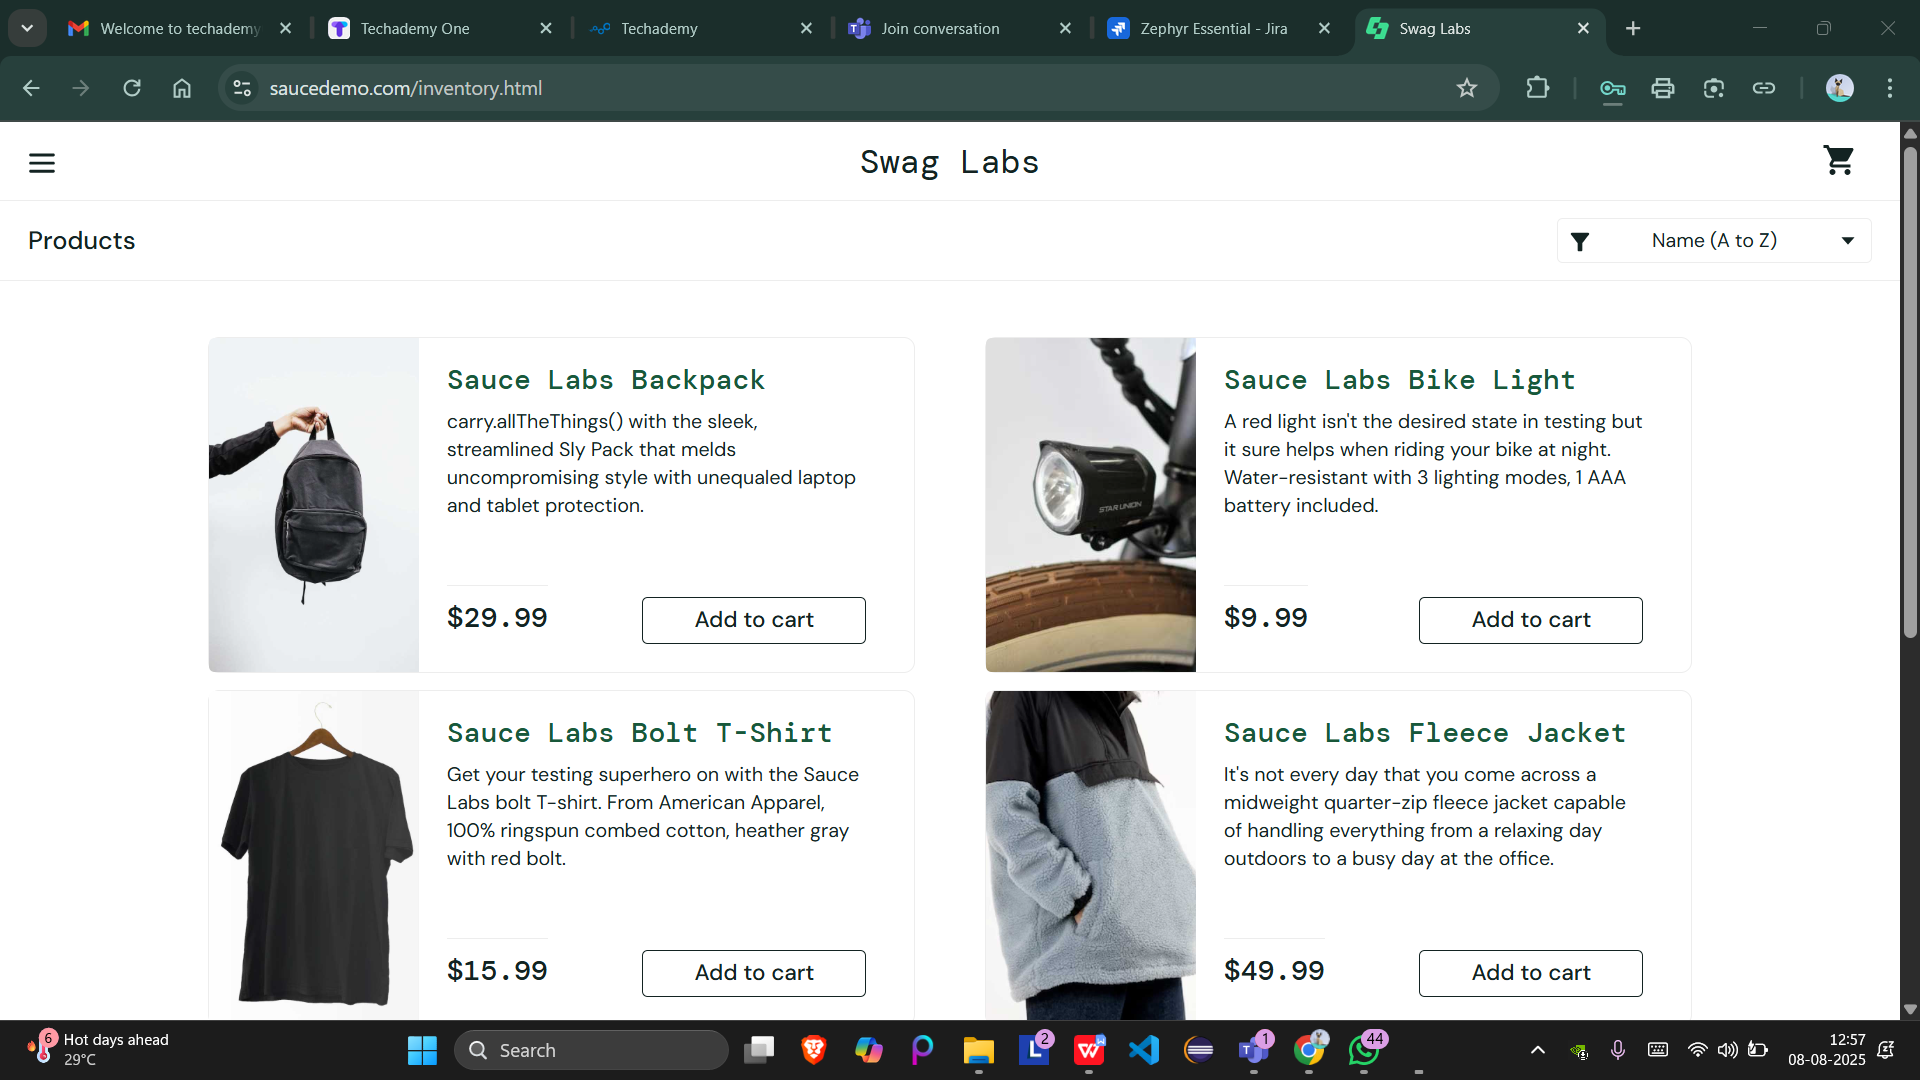 Welcome to techademy
Techademy One
Techademy
Join conversation
Zephyr Essential - Jira
Swag Labs
saucedemo.com/inventory.html
Swag Labs
Products
Name (A to Z)
Sauce Labs Backpack
carry.allTheThings() with the sleek,
streamlined Sly Pack that melds
uncompromising style with unequaled laptop
and tablet protection.
$29.99
Add to cart
Sauce Labs Bike Light
A red light isn't the desired state in testing but
it sure helps when riding your bike at night.
Water-resistant with 3 lighting modes, 1 AAA
battery included.
STAR UNION
$9.99
Add to cart
Sauce Labs Bolt T-Shirt
Get your testing superhero on with the Sauce
Labs bolt T-shirt. From American Apparel,
100% ringspun combed cotton, heather gray
with red bolt.
$15.99
Add to cart
Sauce Labs Fleece Jacket
It's not every day that you come across a
midweight quarter-zip fleece jacket capable
of handling everything from a relaxing day
outdoors to a busy day at the office.
$49.99
Add to cart
6
Hot days ahead
29°C
Search
2
1
44
12:57
08-08-2025